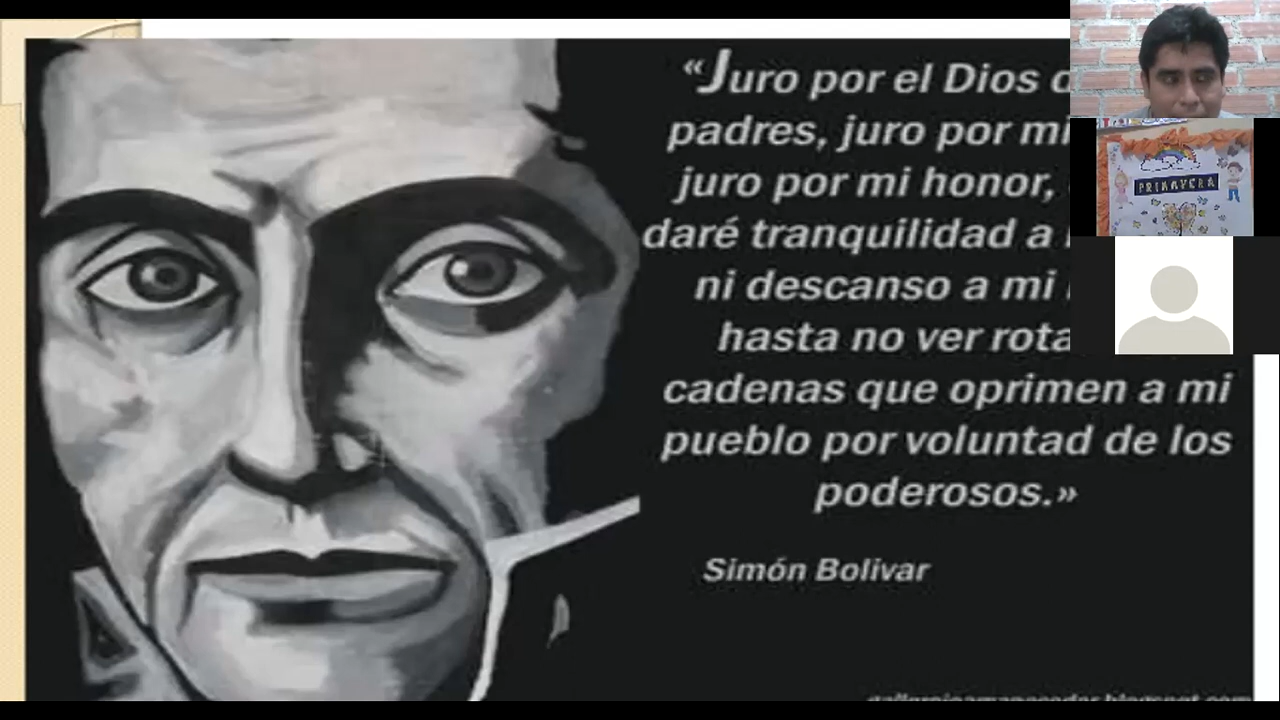 «Juro por el Dios
padres, juro por mi
juro por mi honor,
daré tranquilidad a
ni descanso a mi
hasta no ver rota
cadenas que oprimen a mi
pueblo por voluntad de los
poderosos.»
Simón Bolivar
PRIMAVERA